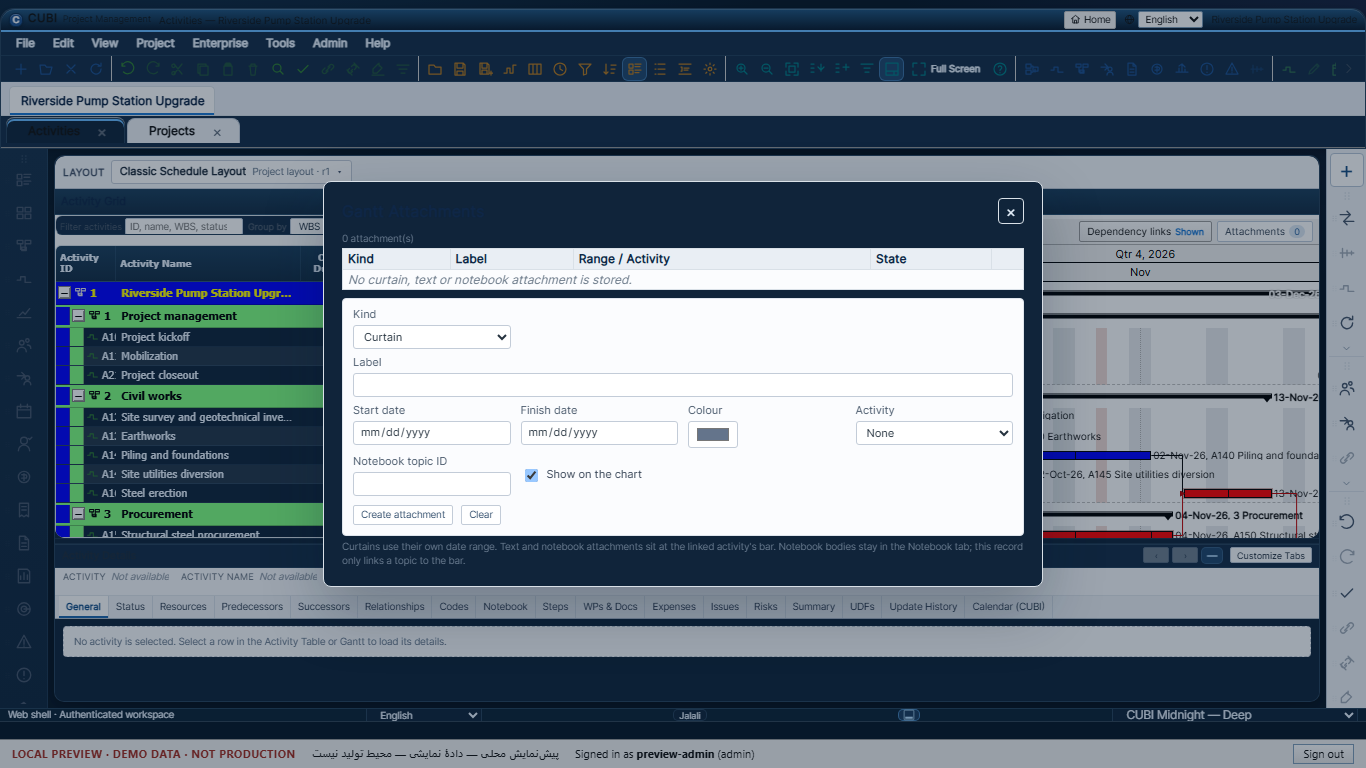 CUBI Project Management Activities — Riverside Pump Station Upgrade
Home
English
Riverside Pump Station Upgrade
File Edit View Project Enterprise Tools Admin Help
Full Screen
Riverside Pump Station Upgrade
Activities
Projects
LAYOUT Classic Schedule Layout Project layout · r1
Activity Grid
Filter activities ID, name, WBS, status Group by WBS
Dependency links Shown
Attachments 0
Activity ID
Activity Name
Qtr 4, 2026
Nov
1 Riverside Pump Station Upgr...
03-Dec-26
1 Project management
Project kickoff
Mobilization
A2 Project closeout
2 Civil works
13-Nov-2
Site survey and geotechnical inve...
Earthworks
Earthworks
Piling and foundations
02-Nov-26, A140 Piling and founda
Site utilities diversion
-Oct-26, A145 Site utilities diversion
Steel erection
13-Nov-2
3 Procurement
04-Nov-26, 3 Procurement
Structural steel procurement
04-Nov-26, A150 Structural st
0 attachment(s)
Kind Label Range / Activity State
No curtain, text or notebook attachment is stored.
Kind
Curtain
Label
Start date Finish date Colour Activity
mm/dd/yyyy mm/dd/yyyy None
Notebook topic ID
Show on the chart
Create attachment Clear
Curtains use their own date range. Text and notebook attachments sit at the linked activity's bar. Notebook bodies stay in the Notebook tab; this record
only links a topic to the bar.
Customize Tabs
ACTIVITY Not available ACTIVITY NAME Not available
General Status Resources Predecessors Successors Relationships Codes Notebook Steps WPs & Docs Expenses Issues Risks Summary UDFs Update History Calendar (CUBI)
No activity is selected. Select a row in the Activity Table or Gantt to load its details.
Web shell · Authenticated workspace
English
Jalali
CUBI Midnight — Deep
LOCAL PREVIEW · DEMO DATA · NOT PRODUCTION
پیش‌نمایش محلی — دادهٔ نمایشی — محیط تولید نیست
Signed in as preview-admin (admin)
Sign out